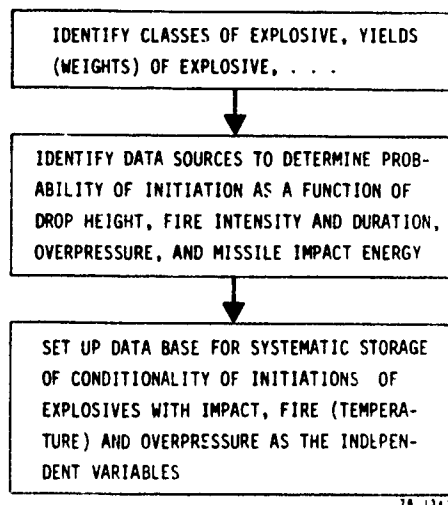 IDENTIFY CLASSES OF EXPLOSIVE, YIELDS
(WEIGHTS) OF EXPLOSIVE, . . .
IDENTIFY DATA SOURCES TO DETERMINE PROB-
ABILITY OF INITIATION AS A FUNCTION OF
DROP HEIGHT, FIRE INTENSITY AND DURATION,
OVERPRESSURE, AND MISSILE IMPACT ENERGY
SET UP DATA BASE FOR SYSTEMATIC STORAGE
OF CONDITIONALITY OF INITIATIONS OF
EXPLOSIVES WITH IMPACT, FIRE (TEMPERA-
TURE) AND OVERPRESSURE AS THE INDEPEN-
DENT VARIABLES